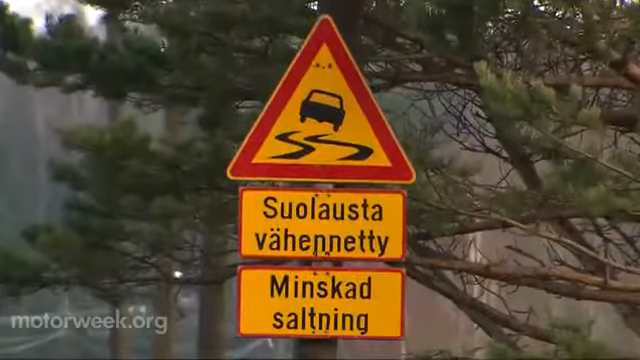 Suolausta
vähennetty
Minskad
saltning
motorweek.org